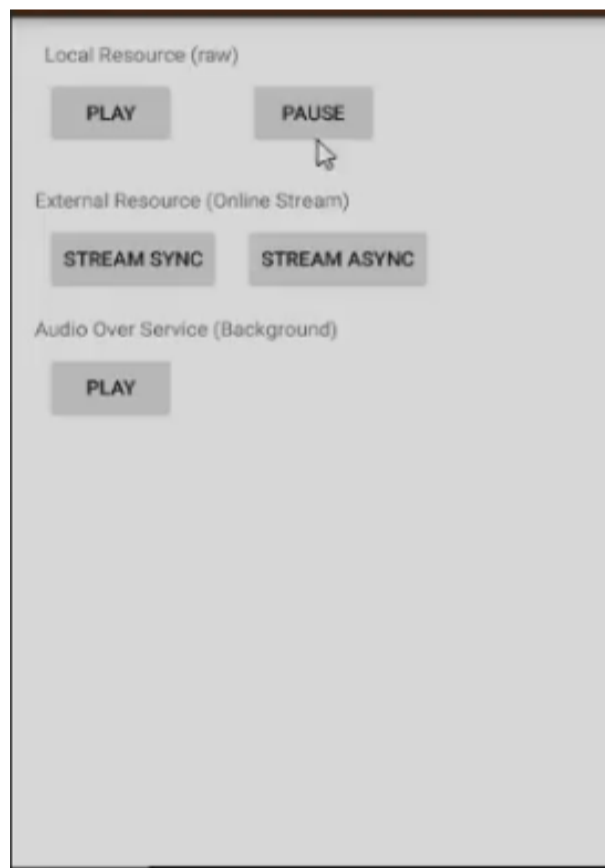 Local Resource (raw)
PLAY PAUSE
External Resource (Online Stream)
STREAM SYNC STREAM ASYNC
Audio Over Service (Background)
PLAY